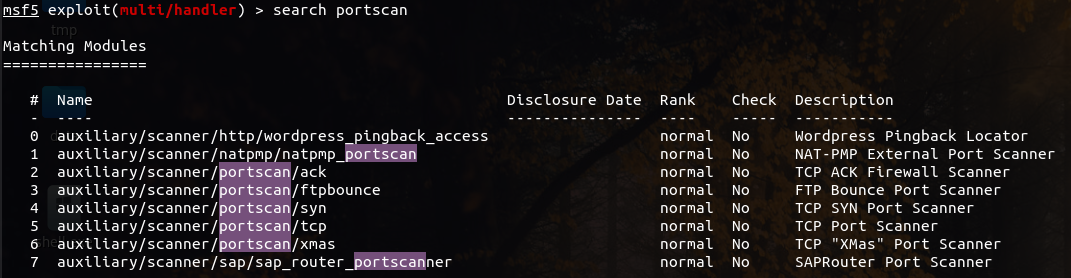 msf5 exploit(multi/handler) > search portscan
Matching Modules
================
# Name Disclosure Date Rank Check Description
- ---- --------------- ---- ----- -----------
0 auxiliary/scanner/http/wordpress_pingback_access normal No Wordpress Pingback Locator
1 auxiliary/scanner/natpmp/natpmp_portscan normal No NAT-PMP External Port Scanner
2 auxiliary/scanner/portscan/ack normal No TCP ACK Firewall Scanner
3 auxiliary/scanner/portscan/ftpbounce normal No FTP Bounce Port Scanner
4 auxiliary/scanner/portscan/syn normal No TCP SYN Port Scanner
5 auxiliary/scanner/portscan/tcp normal No TCP Port Scanner
6 auxiliary/scanner/portscan/xmas normal No TCP "XMas" Port Scanner
7 auxiliary/scanner/sap/sap_router_portscanner normal No SAPRouter Port Scanner
tmp